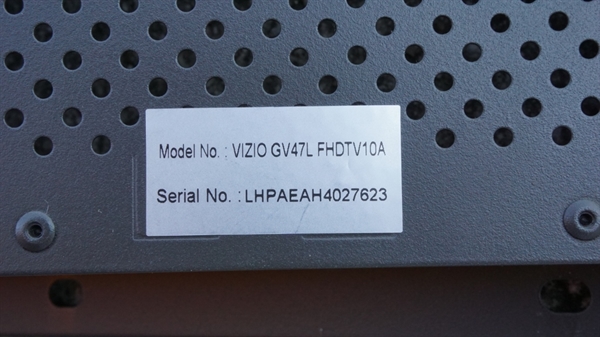 Model No. : VIZIO GV47L FHDTV10A
Serial No. : LHPAEAH4027623